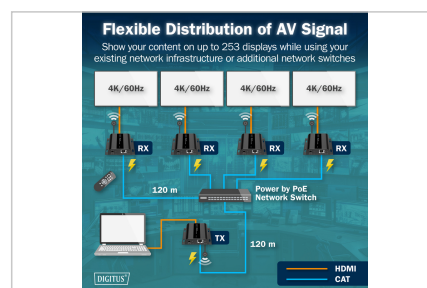 Flexible Distribution of AV Signal
Show your content on up to 253 displays while using your
existing network infrastructure or additional network switches
4K/60Hz 4K/60Hz 4K/60Hz 4K/60Hz
RX RX RX RX
120 m
Power by PoE
Network Switch
TX
120 m
DIGITUS®
HDMI
CAT